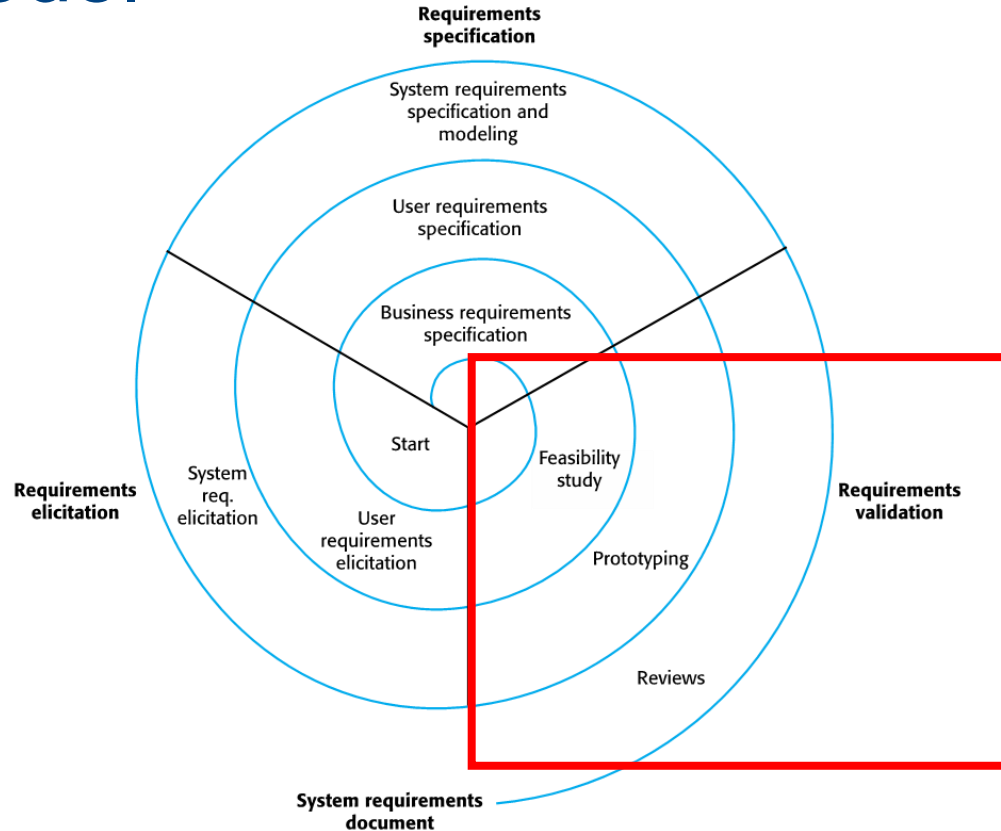 Requirements
specification
System requirements
specification and
modeling
User requirements
specification
Business requirements
specification
Start
Feasibility
study
System
req.
elicitation
Requirements
elicitation
Requirements
validation
User
requirements
elicitation
Prototyping
Reviews
System requirements
document